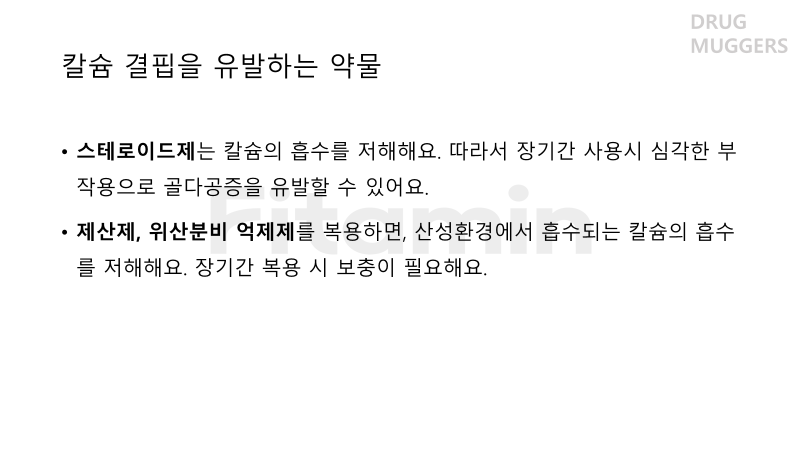 DRUG
MUGGERS
칼슘 결핍을 유발하는 약물
• 스테로이드제는 칼슘의 흡수를 저해해요. 따라서 장기간 사용시 심각한 부
작용으로 골다공증을 유발할 수 있어요.
Fitamin
• 제산제, 위산분비 억제제를 복용하면, 산성환경에서 흡수되는 칼슘의 흡수
를 저해해요. 장기간 복용 시 보충이 필요해요.